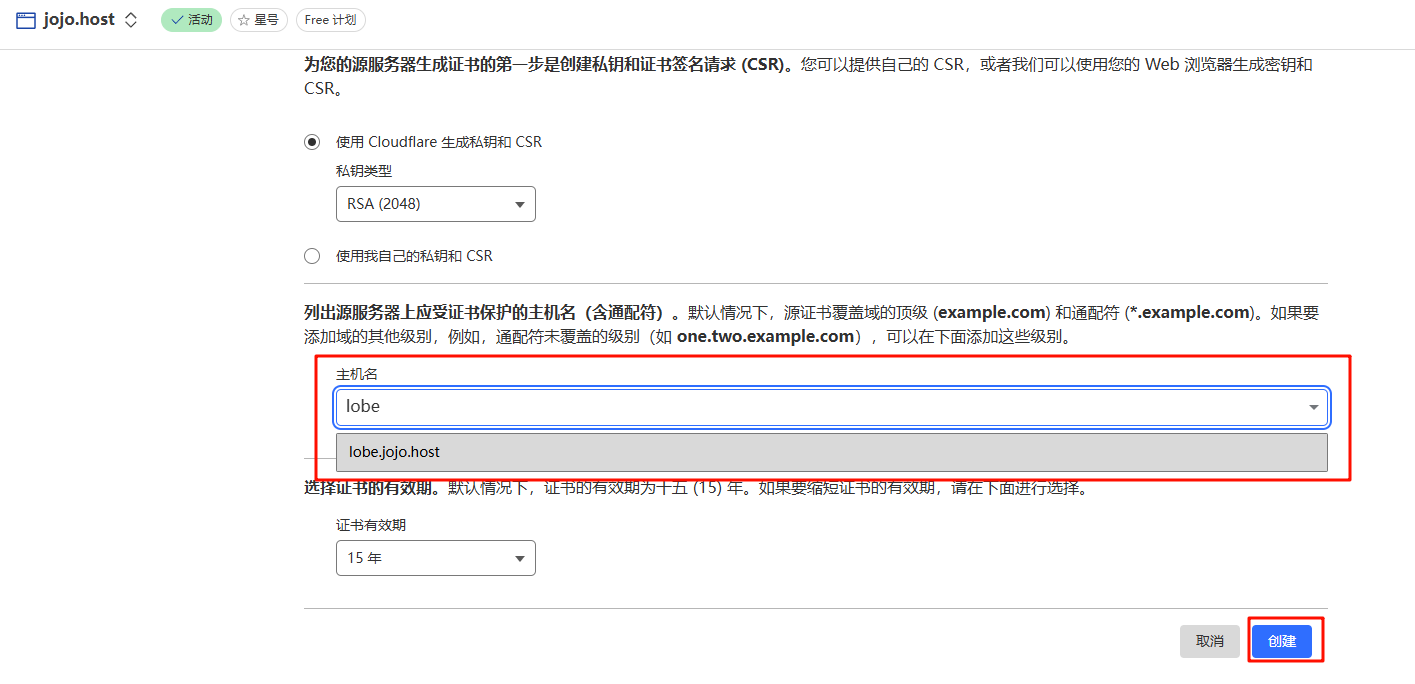 jojo.host 活动 星号 Free 计划
为您的源服务器生成证书的第一步是创建私钥和证书签名请求 (CSR)。您可以提供自己的 CSR，或者我们可以使用您的 Web 浏览器生成密钥和
CSR。
使用 Cloudflare 生成私钥和 CSR
私钥类型
RSA (2048)
使用我自己的私钥和 CSR
列出源服务器上应受证书保护的主机名（含通配符）。默认情况下，源证书覆盖域的顶级 (example.com) 和通配符 (*.example.com)。如果要
添加域的其他级别，例如，通配符未覆盖的级别（如 one.two.example.com），可以在下面添加这些级别。
主机名
lobe
lobe.jojo.host
选择证书的有效期。默认情况下，证书的有效期为十五 (15) 年。如果要缩短证书的有效期，请在下面进行选择。
证书有效期
15 年
取消 创建